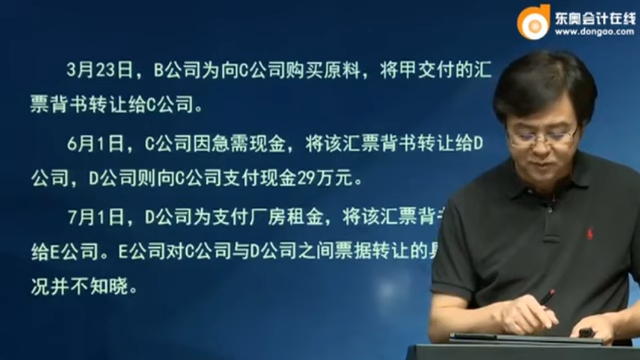 东奥会计在线
www.dongao.com
3月23日，B公司为向C公司购买原料，将甲交付的汇
票背书转让给C公司。
6月1日，C公司因急需现金，将该汇票背书转让给D
公司，D公司则向C公司支付现金29万元。
7月1日，D公司为支付厂房租金，将该汇票背书
给E公司。E公司对C公司与D公司之间票据转让的具
况并不知晓。